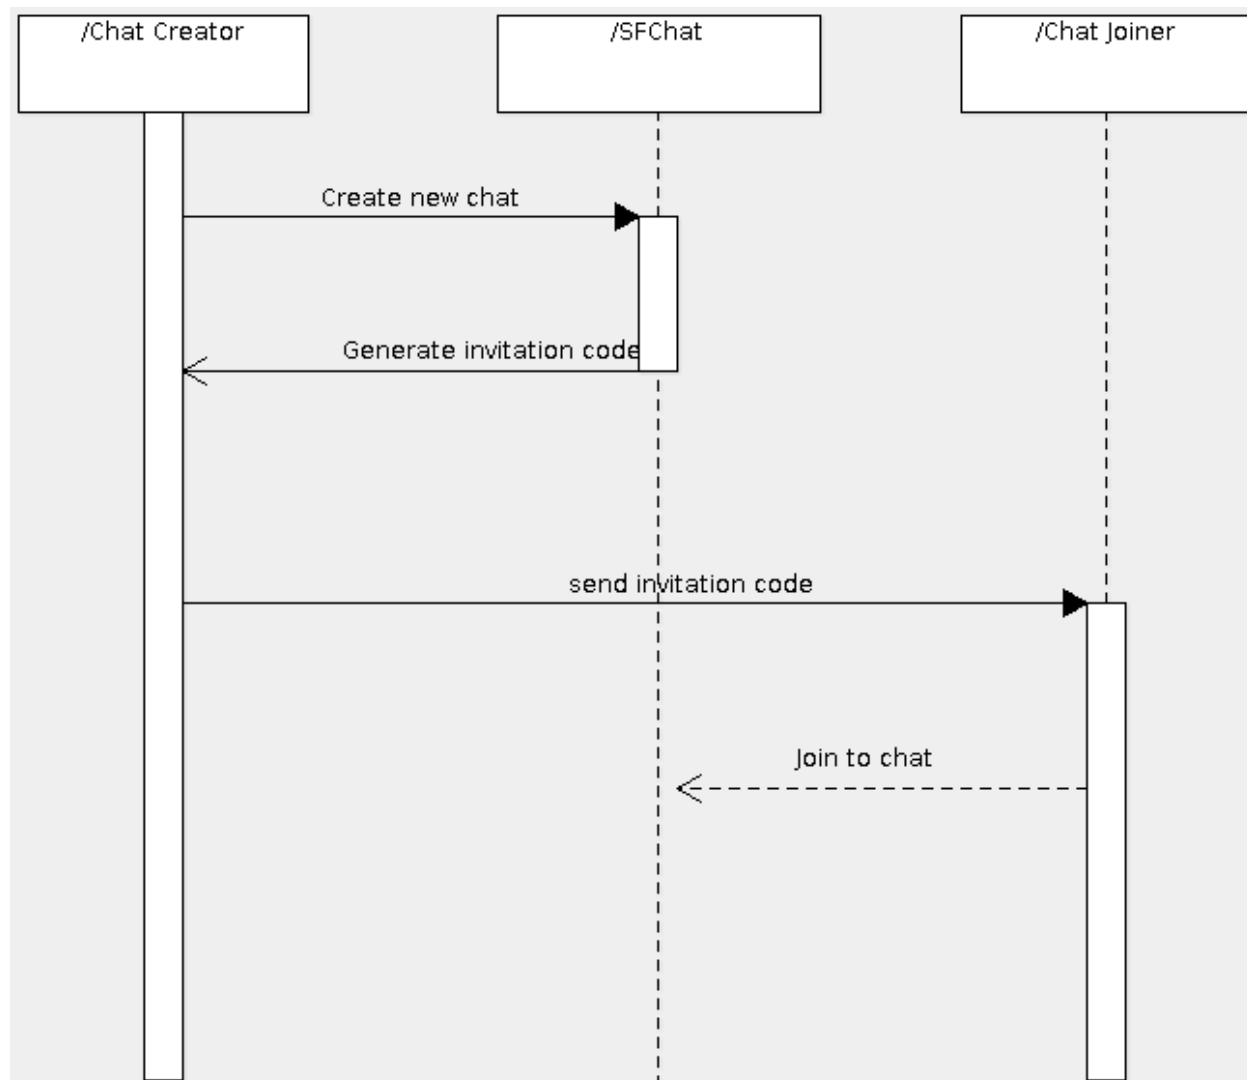 /Chat Creator
/SFChat
/Chat Joiner
Create new chat
Generate invitation code
send invitation code
Join to chat